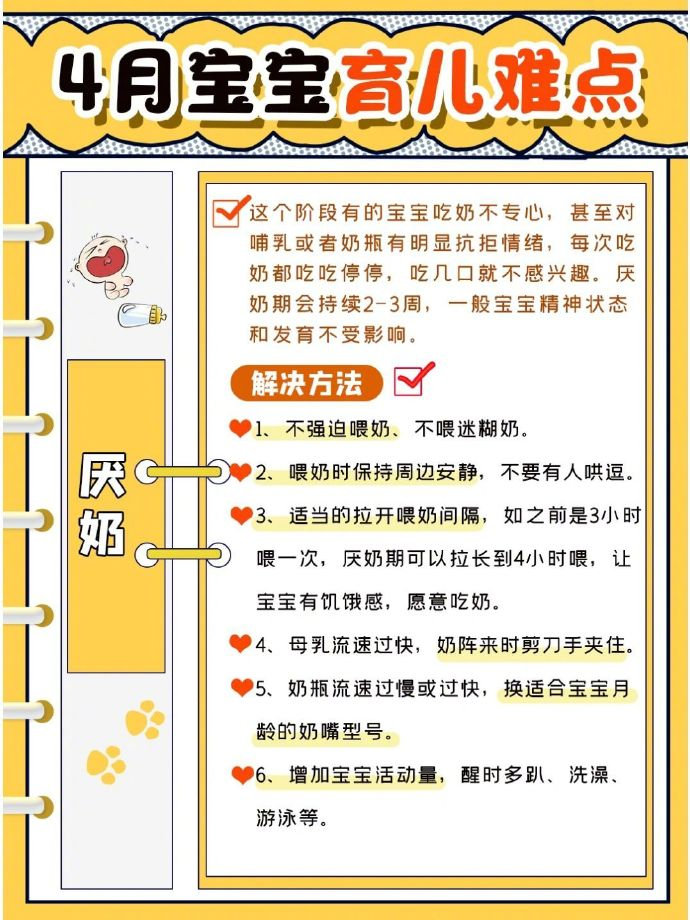 4月宝宝育儿难点
厌奶
这个阶段有的宝宝吃奶不专心，甚至对
哺乳或者奶瓶有明显抗拒情绪，每次吃
奶都吃吃停停，吃几口就不感兴趣。厌
奶期会持续2-3周，一般宝宝精神状态
和发育不受影响。
解决方法
1、不强迫喂奶、不喂迷糊奶。
2、喂奶时保持周边安静，不要有人哄逗。
3、适当的拉开喂奶间隔，如之前是3小时
喂一次，厌奶期可以拉长到4小时喂，让
宝宝有饥饿感，愿意吃奶。
4、母乳流速过快，奶阵来时剪刀手夹住。
5、奶瓶流速过慢或过快，换适合宝宝月
龄的奶嘴型号。
6、增加宝宝活动量，醒时多趴、洗澡、
游泳等。